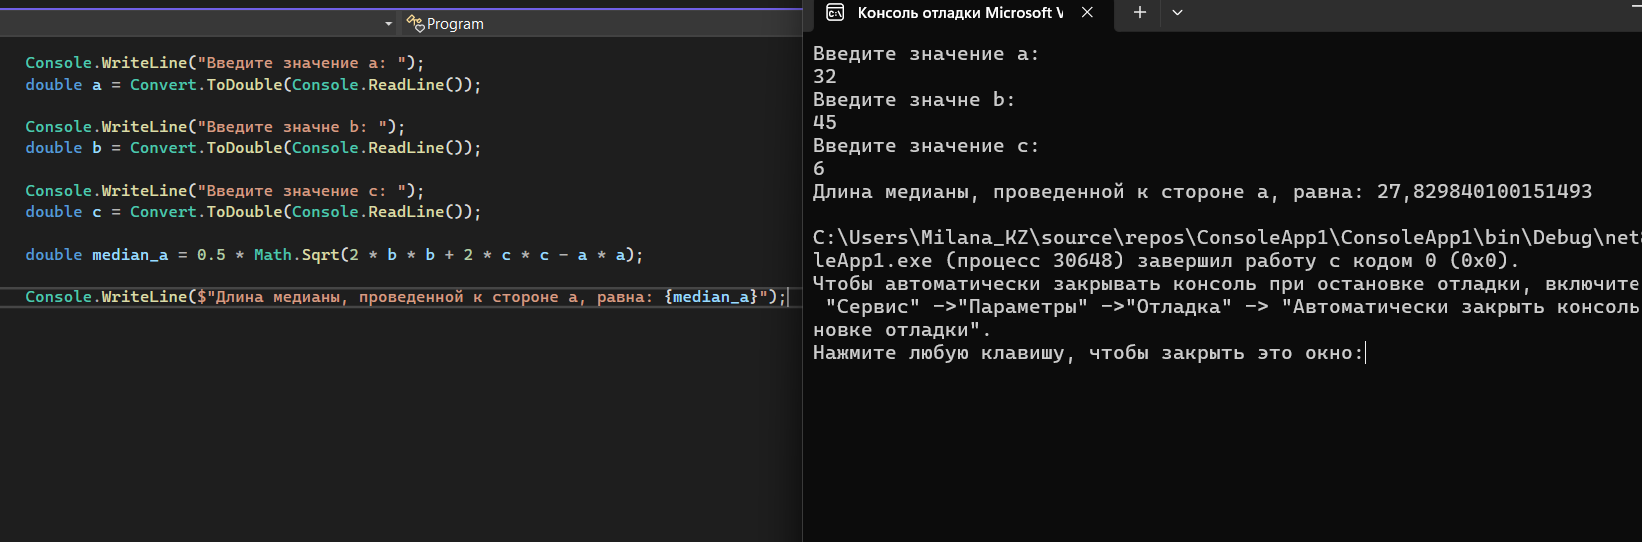 Program
Console.WriteLine("Введите значение a: ");
double a = Convert.ToDouble(Console.ReadLine());
Console.WriteLine("Введите значне b: ");
double b = Convert.ToDouble(Console.ReadLine());
Console.WriteLine("Введите значение c: ");
double c = Convert.ToDouble(Console.ReadLine());
double median_a = 0.5 * Math.Sqrt(2 * b * b + 2 * c * c - a * a);
Console.WriteLine($"Длина медианы, проведенной к стороне a, равна: {median_a}");
Консоль отладки Microsoft V
Введите значение a:
32
Введите значне b:
45
Введите значение c:
6
Длина медианы, проведенной к стороне a, равна: 27,829840100151493
C:\Users\Milana_KZ\source\repos\ConsoleApp1\ConsoleApp1\bin\Debug\net8
leApp1.exe (процесс 30648) завершил работу с кодом 0 (0x0).
Чтобы автоматически закрывать консоль при остановке отладки, включите
"Сервис" ->"Параметры" ->"Отладка" -> "Автоматически закрыть консоль
новке отладки".
Нажмите любую клавишу, чтобы закрыть это окно: